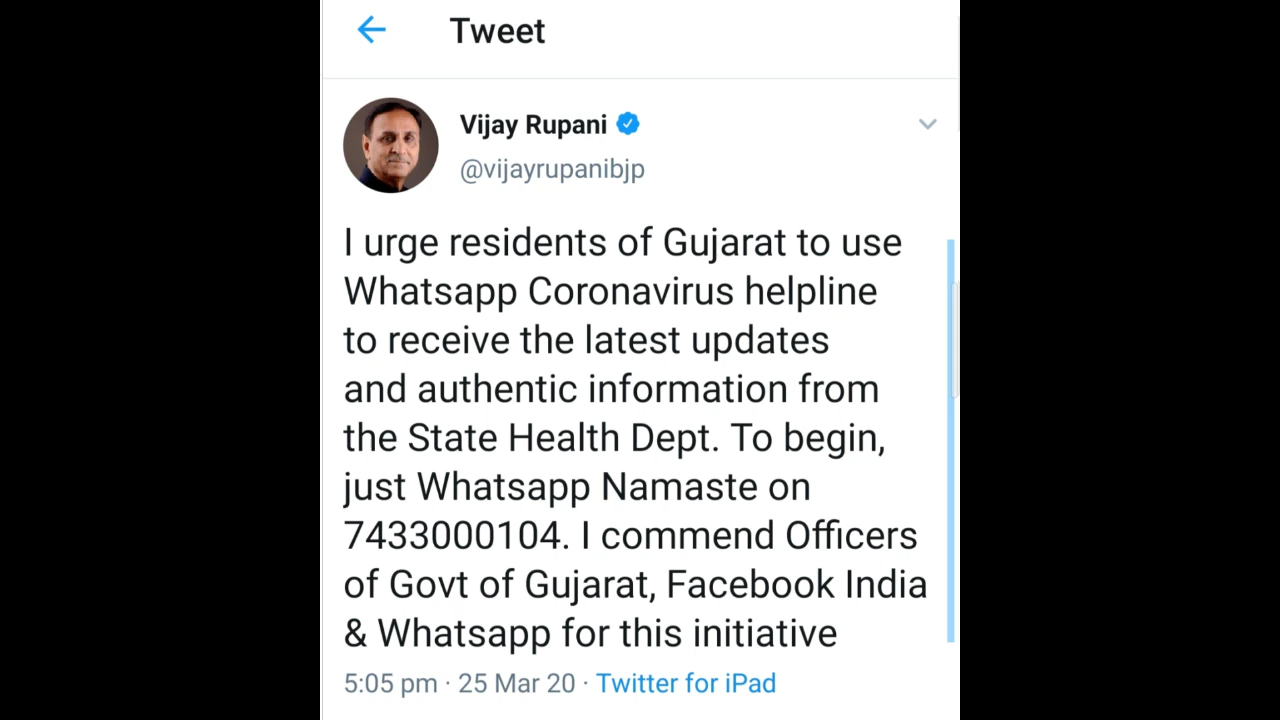 Tweet
Vijay Rupani
@vijayrupanibjp
I urge residents of Gujarat to use
Whatsapp Coronavirus helpline
to receive the latest updates
and authentic information from
the State Health Dept. To begin,
just Whatsapp Namaste on
7433000104. I commend Officers
of Govt of Gujarat, Facebook India
& Whatsapp for this initiative
5:05 pm · 25 Mar 20 · Twitter for iPad